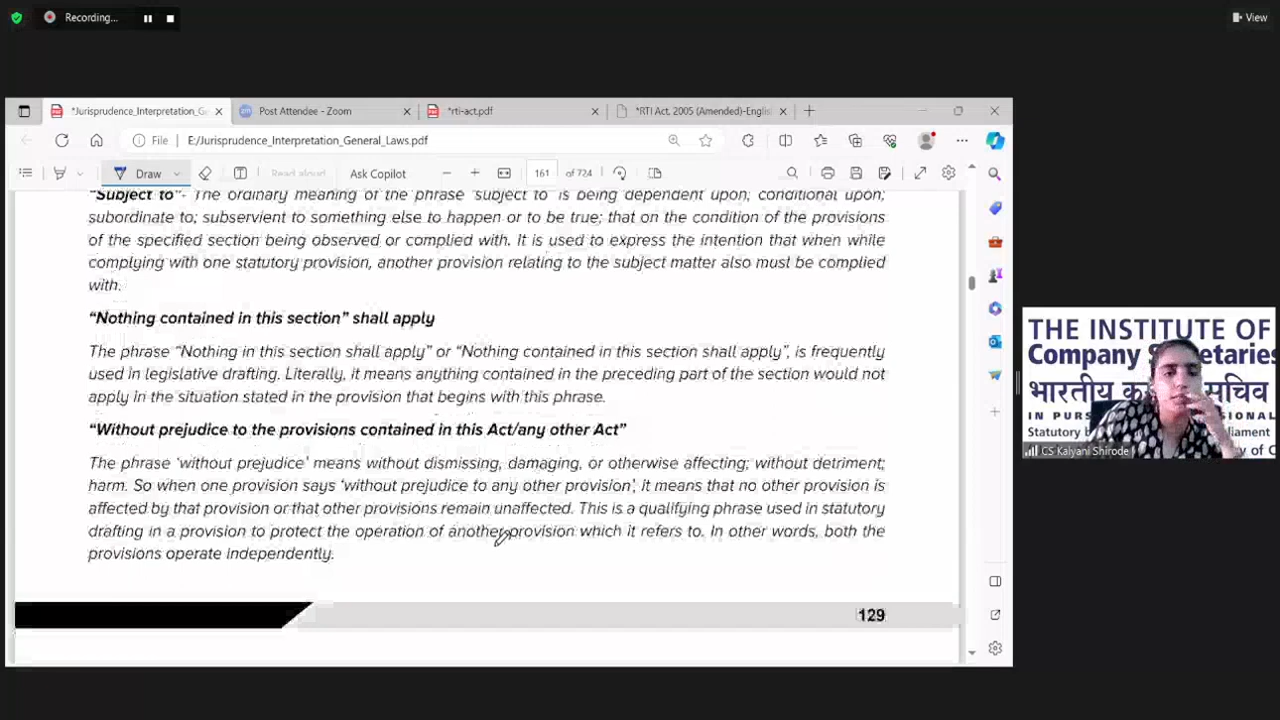 Recording...
View
*Jurisprudence_Interpretation_Ge
Post Attendee - Zoom
*rti-act.pdf
*RTI Act, 2005 (Amended)-Englis
File
E:/Jurisprudence_Interpretation_General_Laws.pdf
Draw
Read aloud
Ask Copilot
161
of 724
“Subject to”- The ordinary meaning of the phrase ‘subject to’ is being dependent upon; conditional upon;
subordinate to; subservient to something else to happen or to be true; that on the condition of the provisions
of the specified section being observed or complied with. It is used to express the intention that when while
complying with one statutory provision, another provision relating to the subject matter also must be complied
with.
“Nothing contained in this section” shall apply
The phrase “Nothing in this section shall apply” or “Nothing contained in this section shall apply”, is frequently
used in legislative drafting. Literally, it means anything contained in the preceding part of the section would not
apply in the situation stated in the provision that begins with this phrase.
“Without prejudice to the provisions contained in this Act/any other Act”
The phrase ‘without prejudice’ means without dismissing, damaging, or otherwise affecting; without detriment;
harm. So when one provision says ‘without prejudice to any other provision’, it means that no other provision is
affected by that provision or that other provisions remain unaffected. This is a qualifying phrase used in statutory
drafting in a provision to protect the operation of another provision which it refers to. In other words, both the
provisions operate independently.
129
THE INSTITUTE OF
Company Secretaries
भारतीय सचिव
IN PURS
Statutory
CS Kalyani Shirode